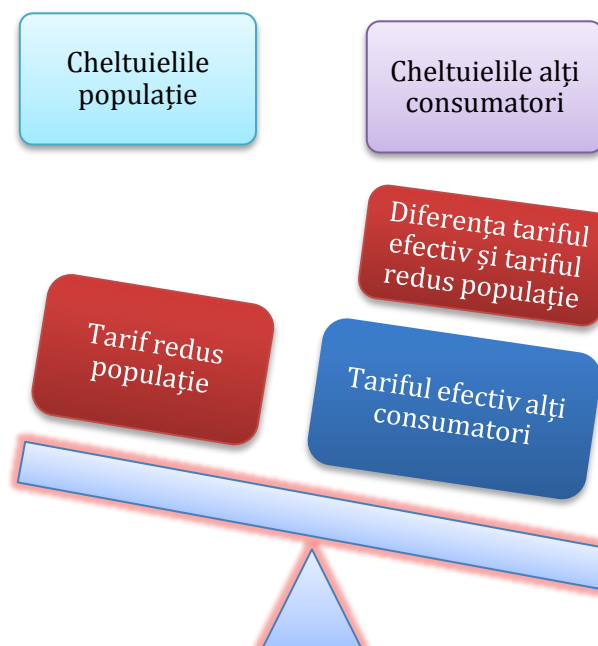 Cheltuielile
populație
Cheltuielile alți
consumatori
Diferența tariful
efectiv și tariful
redus populație
Tarif redus
populație
Tariful efectiv alți
consumatori